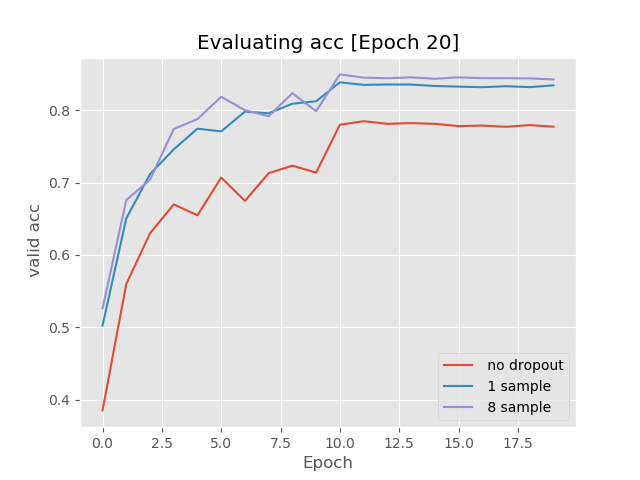 Evaluating acc [Epoch 20]
valid acc
0.8
0.7
0.6
0.5
0.4
no dropout
1 sample
8 sample
0.0 2.5 5.0 7.5 10.0 12.5 15.0 17.5
Epoch